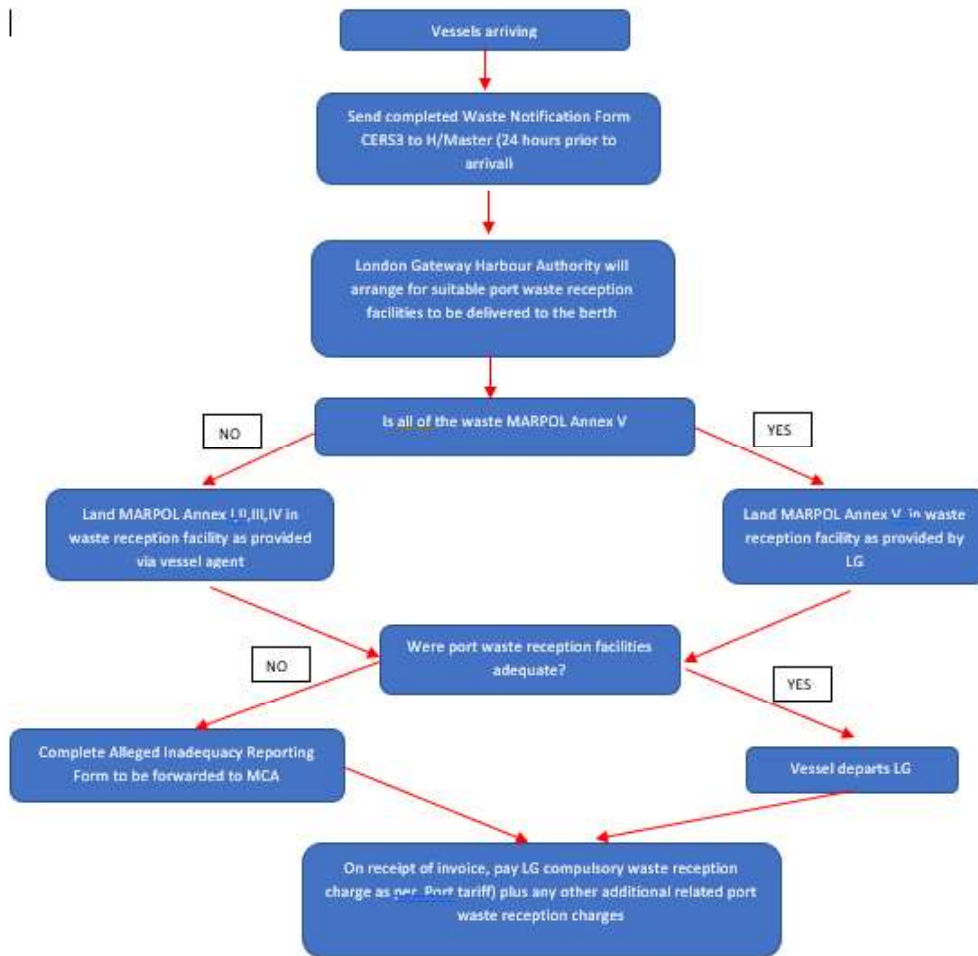 Vessels arriving
Send completed Waste Notification Form
CERS3 to H/Master (24 hours prior to
arrival)
London Gateway Harbour Authority will
arrange for suitable port waste reception
facilities to be delivered to the berth
Is all of the waste MARPOL Annex V
NO
YES
Land MARPOL Annex I,II,III,IV in
waste reception facility as provided
via vessel agent
Land MARPOL Annex V in waste
reception facility as provided by
LG
Were port waste reception facilities
adequate?
NO
YES
Complete Alleged Inadequacy Reporting
Form to be forwarded to MCA
Vessel departs LG
On receipt of invoice, pay LG compulsory waste reception
charge as per Port tariff) plus any other additional related port
waste reception charges